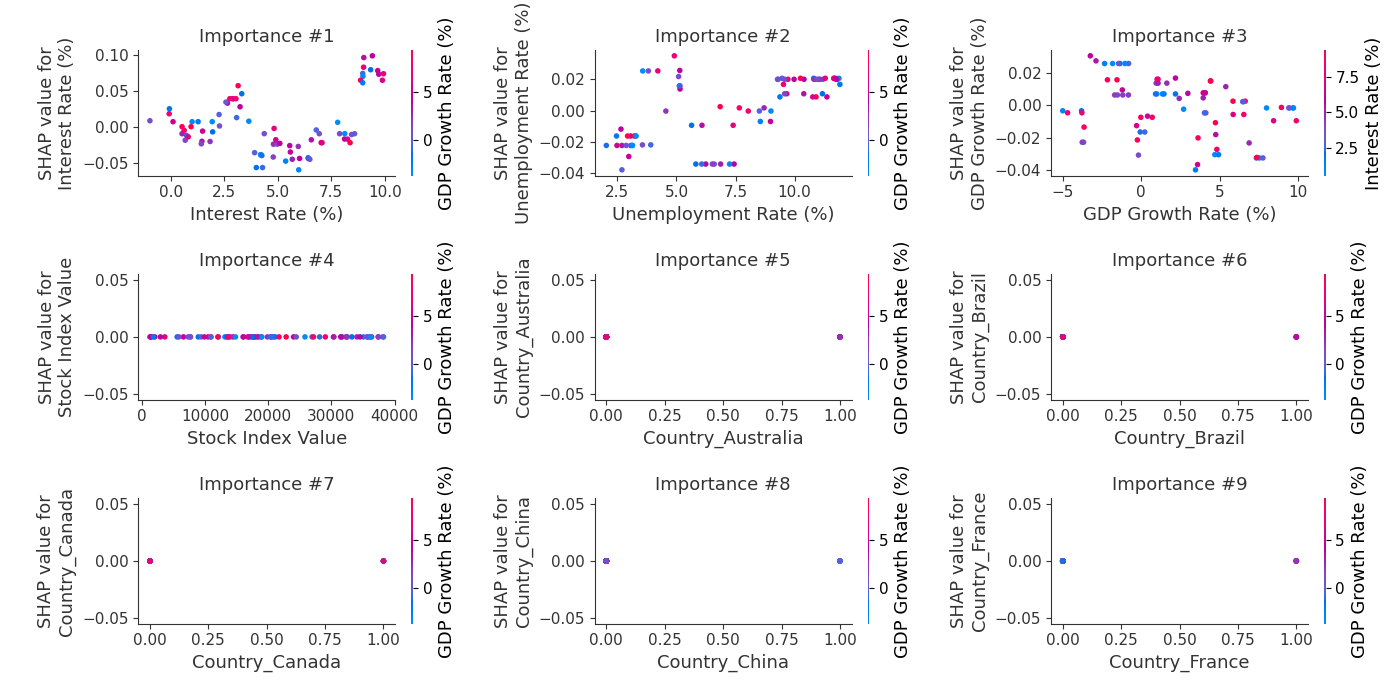 Importance #1
SHAP value for
Interest Rate (%)
0.10
0.05
0.00
−0.05
0.0
2.5
5.0
7.5
10.0
Interest Rate (%)
5
0
GDP Growth Rate (%)
Importance #2
SHAP value for
Unemployment Rate (%)
0.02
0.00
−0.02
−0.04
2.5
5.0
7.5
10.0
Unemployment Rate (%)
5
0
GDP Growth Rate (%)
Importance #3
SHAP value for
GDP Growth Rate (%)
0.02
0.00
−0.02
−0.04
−5
0
5
10
GDP Growth Rate (%)
7.5
5.0
2.5
Interest Rate (%)
Importance #4
SHAP value for
Stock Index Value
0.05
0.00
−0.05
0
10000
20000
30000
40000
Stock Index Value
5
0
GDP Growth Rate (%)
Importance #5
SHAP value for
Country_Australia
0.05
0.00
−0.05
0.00
0.25
0.50
0.75
1.00
Country_Australia
5
0
GDP Growth Rate (%)
Importance #6
SHAP value for
Country_Brazil
0.05
0.00
−0.05
0.00
0.25
0.50
0.75
1.00
Country_Brazil
5
0
GDP Growth Rate (%)
Importance #7
SHAP value for
Country_Canada
0.05
0.00
−0.05
0.00
0.25
0.50
0.75
1.00
Country_Canada
5
0
GDP Growth Rate (%)
Importance #8
SHAP value for
Country_China
0.05
0.00
−0.05
0.00
0.25
0.50
0.75
1.00
Country_China
5
0
GDP Growth Rate (%)
Importance #9
SHAP value for
Country_France
0.05
0.00
−0.05
0.00
0.25
0.50
0.75
1.00
Country_France
5
0
GDP Growth Rate (%)